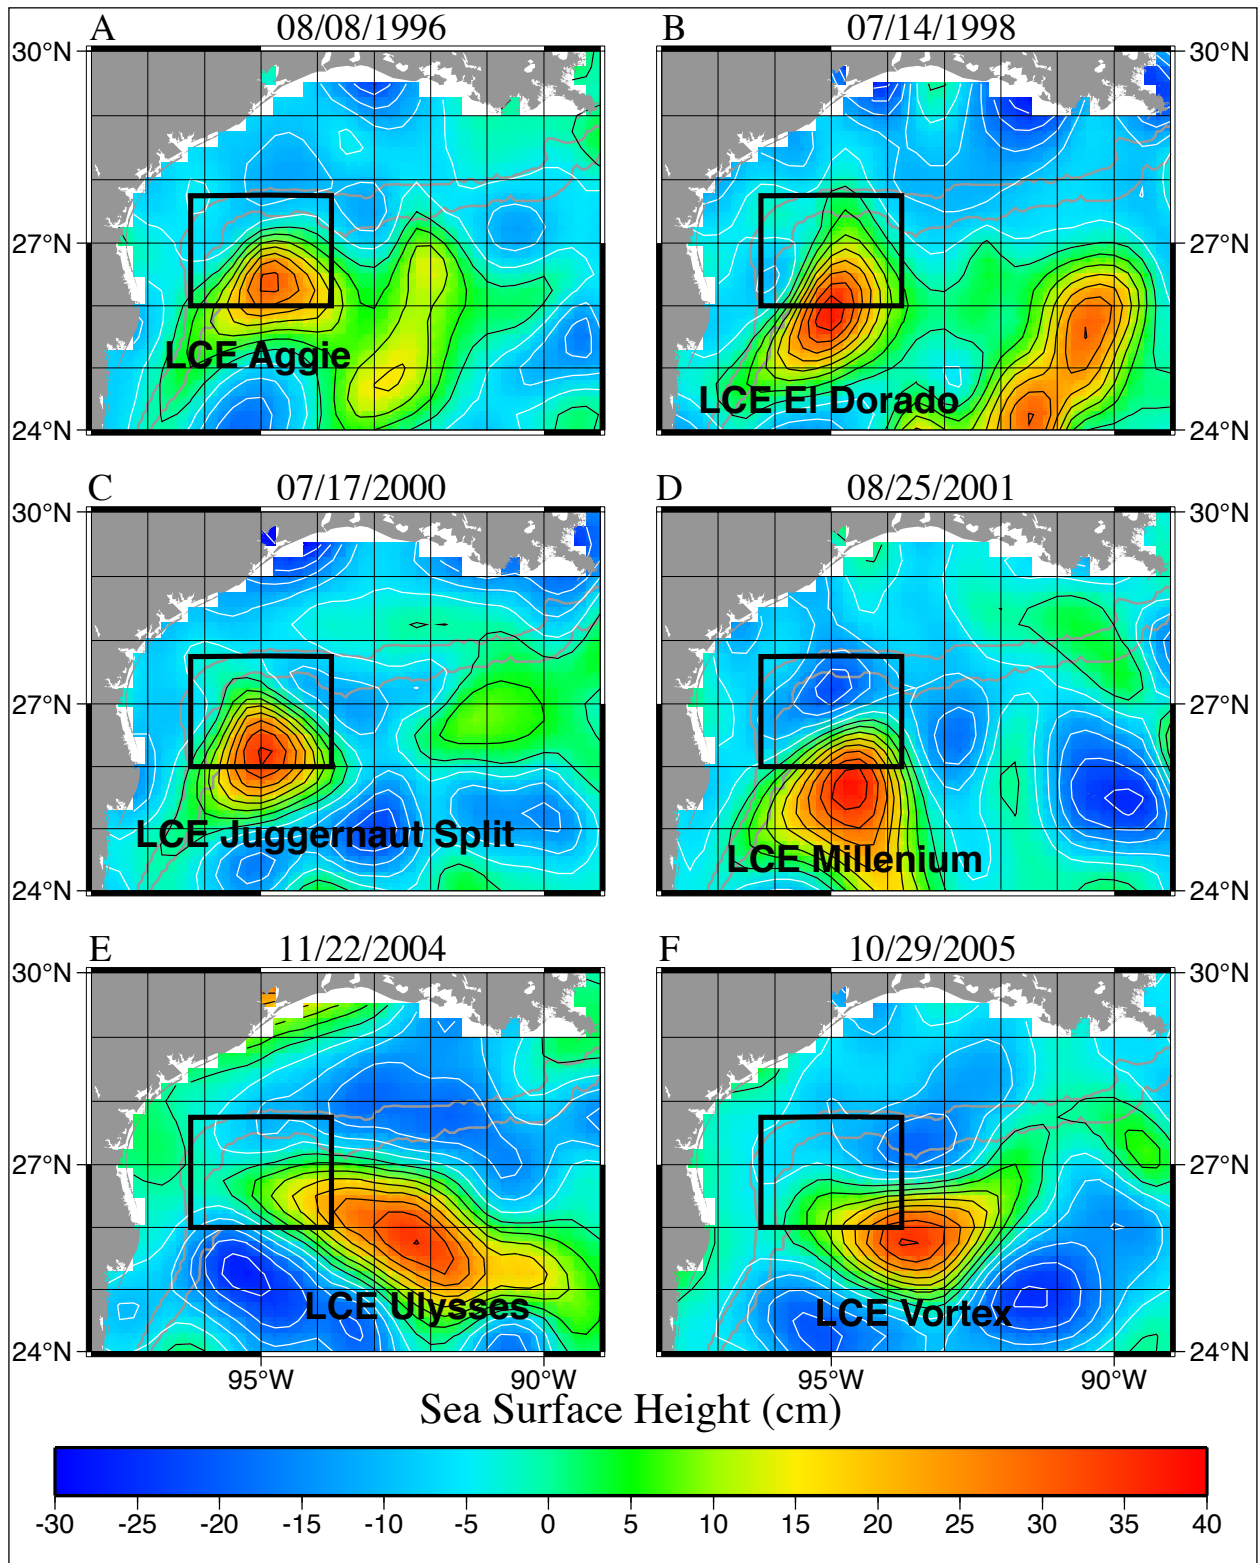 A 08/08/1996 B 07/14/1998
30°N 30°N
27°N 27°N
LCE Aggie LCE El Dorado
24°N 24°N
C 07/17/2000 D 08/25/2001
30°N 30°N
27°N 27°N
LCE Juggernaut Split LCE Millenium
24°N 24°N
E 11/22/2004 F 10/29/2005
30°N 30°N
27°N 27°N
LCE Ulysses LCE Vortex
24°N 24°N
95°W 90°W 95°W 90°W
Sea Surface Height (cm)
-30 -25 -20 -15 -10 -5 0 5 10 15 20 25 30 35 40